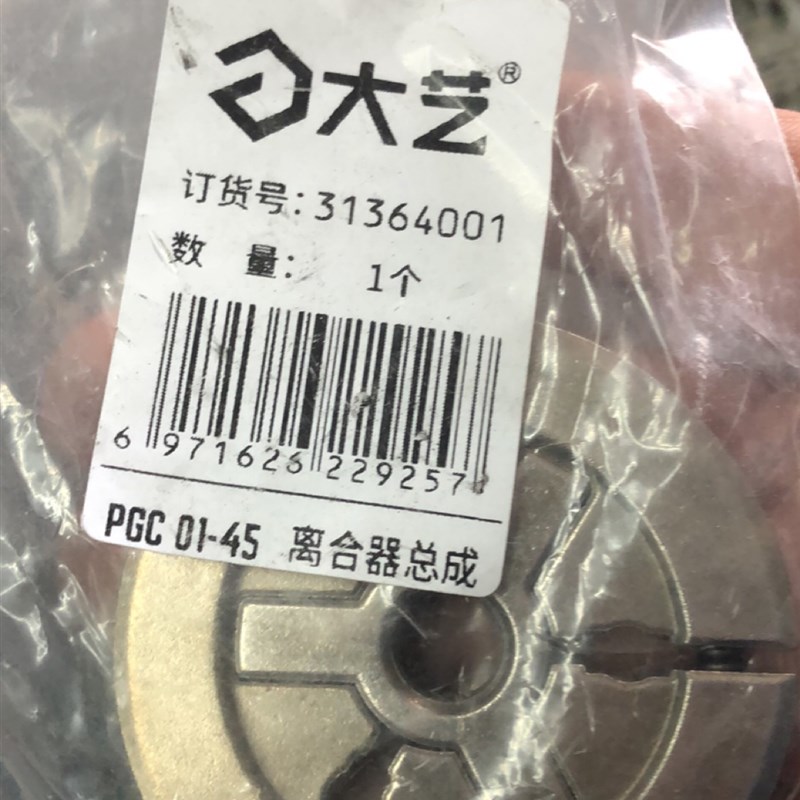 大艺®
订货号：31364001
数 量： 1个
6 971626 229257
PGC 01-45 离合器总成